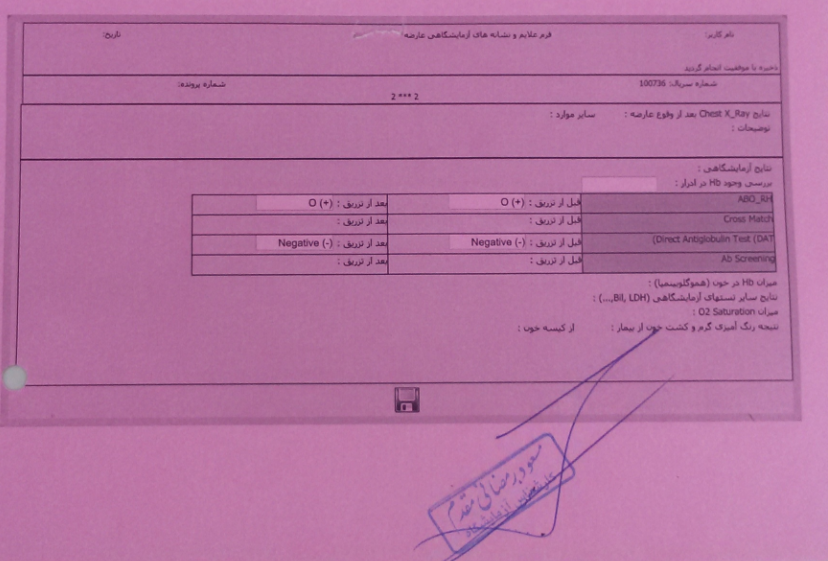 نام کاربر: فرم علایم و نشانه های آزمایشگاهی عارضه تاریخ:
ذخیره با موفقیت انجام گردید
شماره سریال: 100736 شماره پرونده:
2 *** 2
نتایج Chest X_Ray بعد از وقوع عارضه : سایر موارد :
توضیحات :
نتایج آزمایشگاهی :
بررسی وجود Hb در ادرار :
ABO_RH قبل از تزریق : O (+) بعد از تزریق : O (+)
Cross Match قبل از تزریق : بعد از تزریق :
(Direct Antiglobulin Test (DAT قبل از تزریق : Negative (-) بعد از تزریق : Negative (-)
Ab Screening قبل از تزریق : بعد از تزریق :
میزان Hb در خون (هموگلوبینمیا) :
نتایج سایر تستهای آزمایشگاهی (Bil, LDH,...) :
میزان O2 Saturation :
نتیجه رنگ آمیزی گرم و کشت خون از بیمار : از کیسه خون :
مسعود رمضانی مقدم
آزمایشگاه